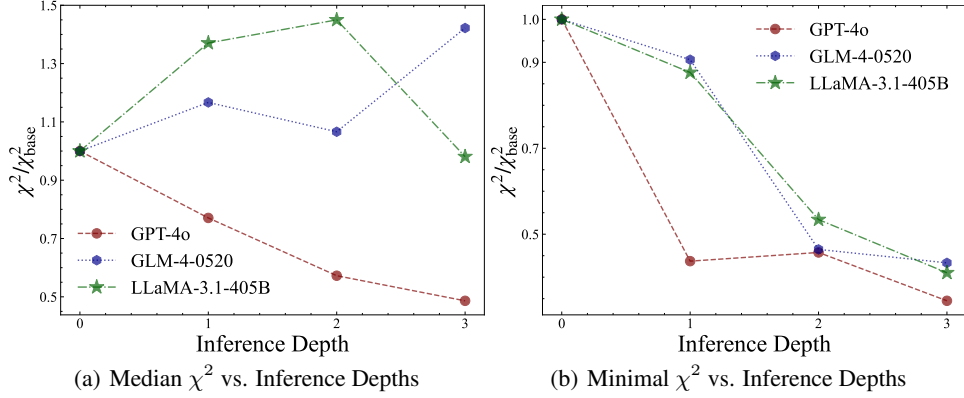 1.5
1.3
1.1
1.0
0.9
0.7
0.5
χ²/χ²base
GPT-4o
GLM-4-0520
LLaMA-3.1-405B
0 1 2 3
Inference Depth
(a) Median χ² vs. Inference Depths
1.0
0.9
0.7
0.5
χ²/χ²base
GPT-4o
GLM-4-0520
LLaMA-3.1-405B
0 1 2 3
Inference Depth
(b) Minimal χ² vs. Inference Depths